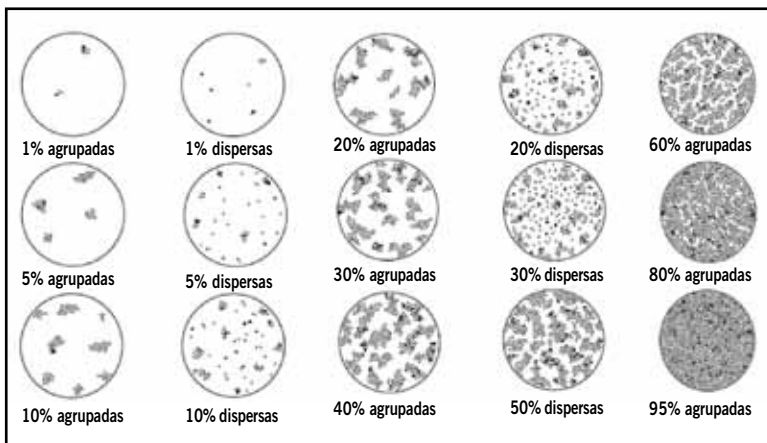 1% agrupadas
1% dispersas
20% agrupadas
20% dispersas
60% agrupadas
5% agrupadas
5% dispersas
30% agrupadas
30% dispersas
80% agrupadas
10% agrupadas
10% dispersas
40% agrupadas
50% dispersas
95% agrupadas